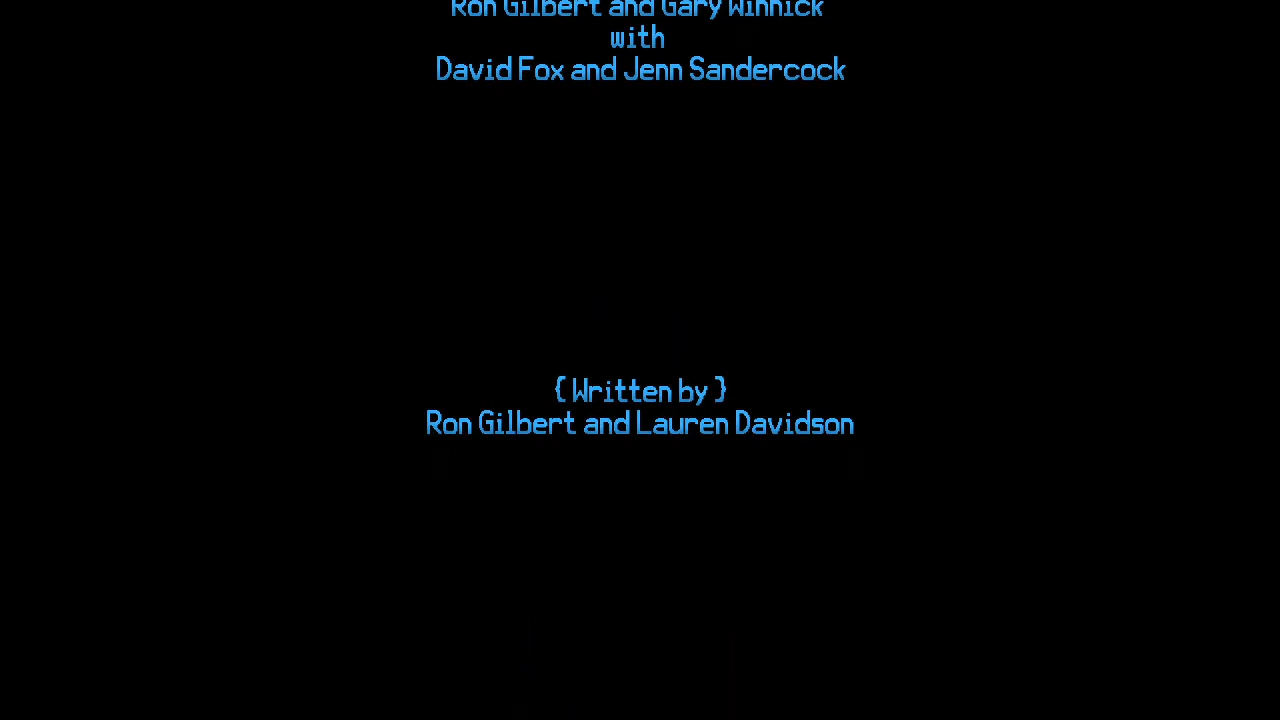 Ron Gilbert and Gary Winnick
with
David Fox and Jenn Sandercock
{ Written by }
Ron Gilbert and Lauren Davidson